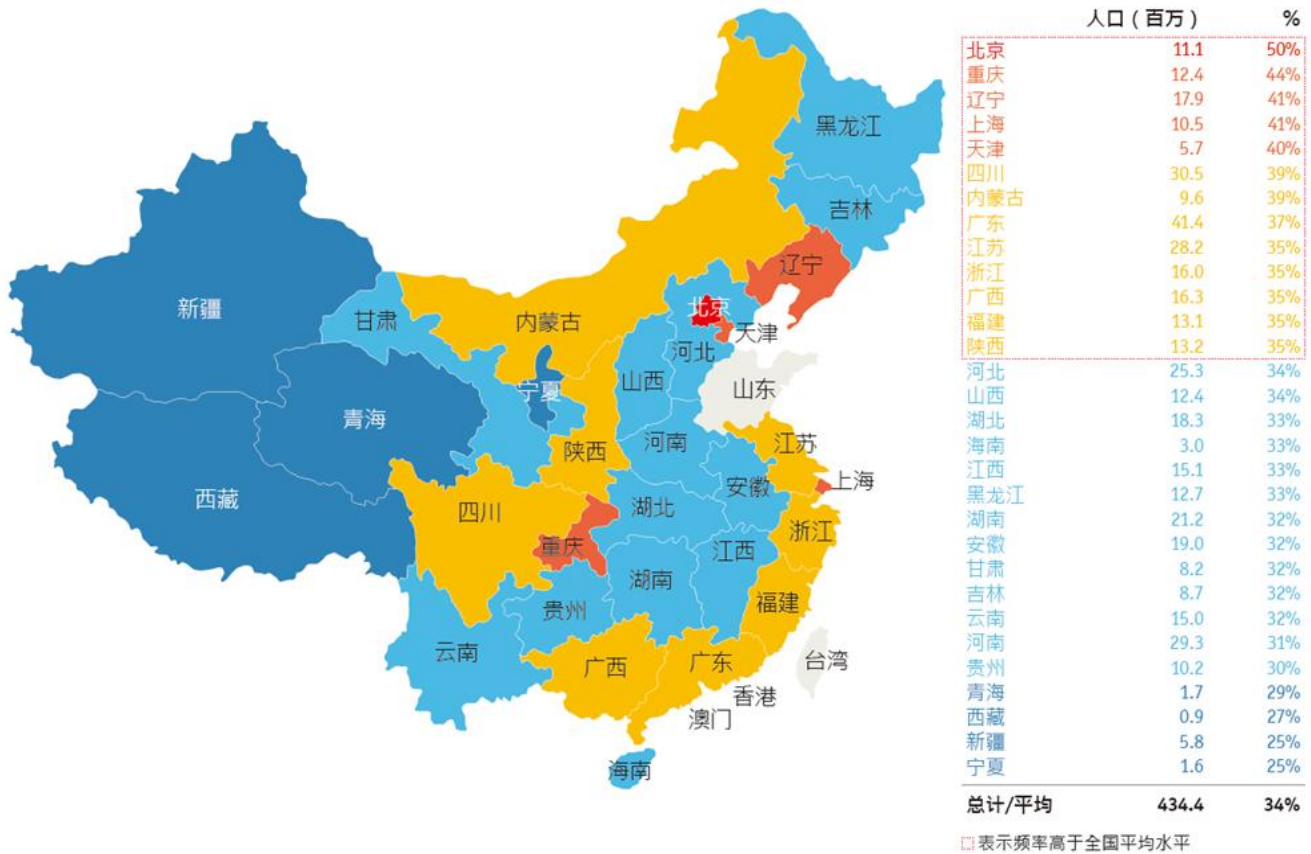 黑龙江
吉林
辽宁
新疆
甘肃
内蒙古
北京
天津
河北
山西
山东
宁夏
青海
陕西
河南
江苏
西藏
四川
安徽
上海
湖北
重庆
浙江
江西
湖南
贵州
福建
云南
广西
广东
台湾
香港
澳门
海南
人口（百万） %
北京 11.1 50%
重庆 12.4 44%
辽宁 17.9 41%
上海 10.5 41%
天津 5.7 40%
四川 30.5 39%
内蒙古 9.6 39%
广东 41.4 37%
江苏 28.2 35%
浙江 16.0 35%
广西 16.3 35%
福建 13.1 35%
陕西 13.2 35%
河北 25.3 34%
山西 12.4 34%
湖北 18.3 33%
海南 3.0 33%
江西 15.1 33%
黑龙江 12.7 33%
湖南 21.2 32%
安徽 19.0 32%
甘肃 8.2 32%
吉林 8.7 32%
云南 15.0 32%
河南 29.3 31%
贵州 10.2 30%
青海 1.7 29%
西藏 0.9 27%
新疆 5.8 25%
宁夏 1.6 25%
总计/平均 434.4 34%
表示频率高于全国平均水平